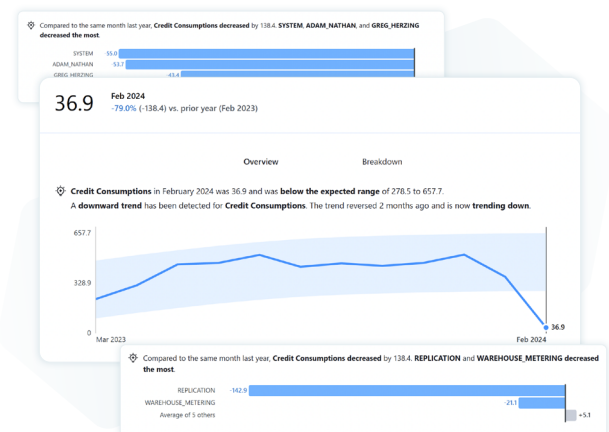 Compared to the same month last year, Credit Consumptions decreased by 138.4. SYSTEM, ADAM_NATHAN, and GREG_HERZING
decreased the most.
SYSTEM -55.0
ADAM_NATHAN -53.7
GREG_HERZING -43.4
36.9
Feb 2024
-79.0% (-138.4) vs. prior year (Feb 2023)
Overview Breakdown
Credit Consumptions in February 2024 was 36.9 and was below the expected range of 278.5 to 657.7.
A downward trend has been detected for Credit Consumptions. The trend reversed 2 months ago and is now trending down.
657.7
328.9
0
36.9
Mar 2023 Feb 2024
Compared to the same month last year, Credit Consumptions decreased by 138.4. REPLICATION and WAREHOUSE_METERING decreased
the most.
REPLICATION -142.9
WAREHOUSE_METERING -21.1
Average of 5 others +5.1